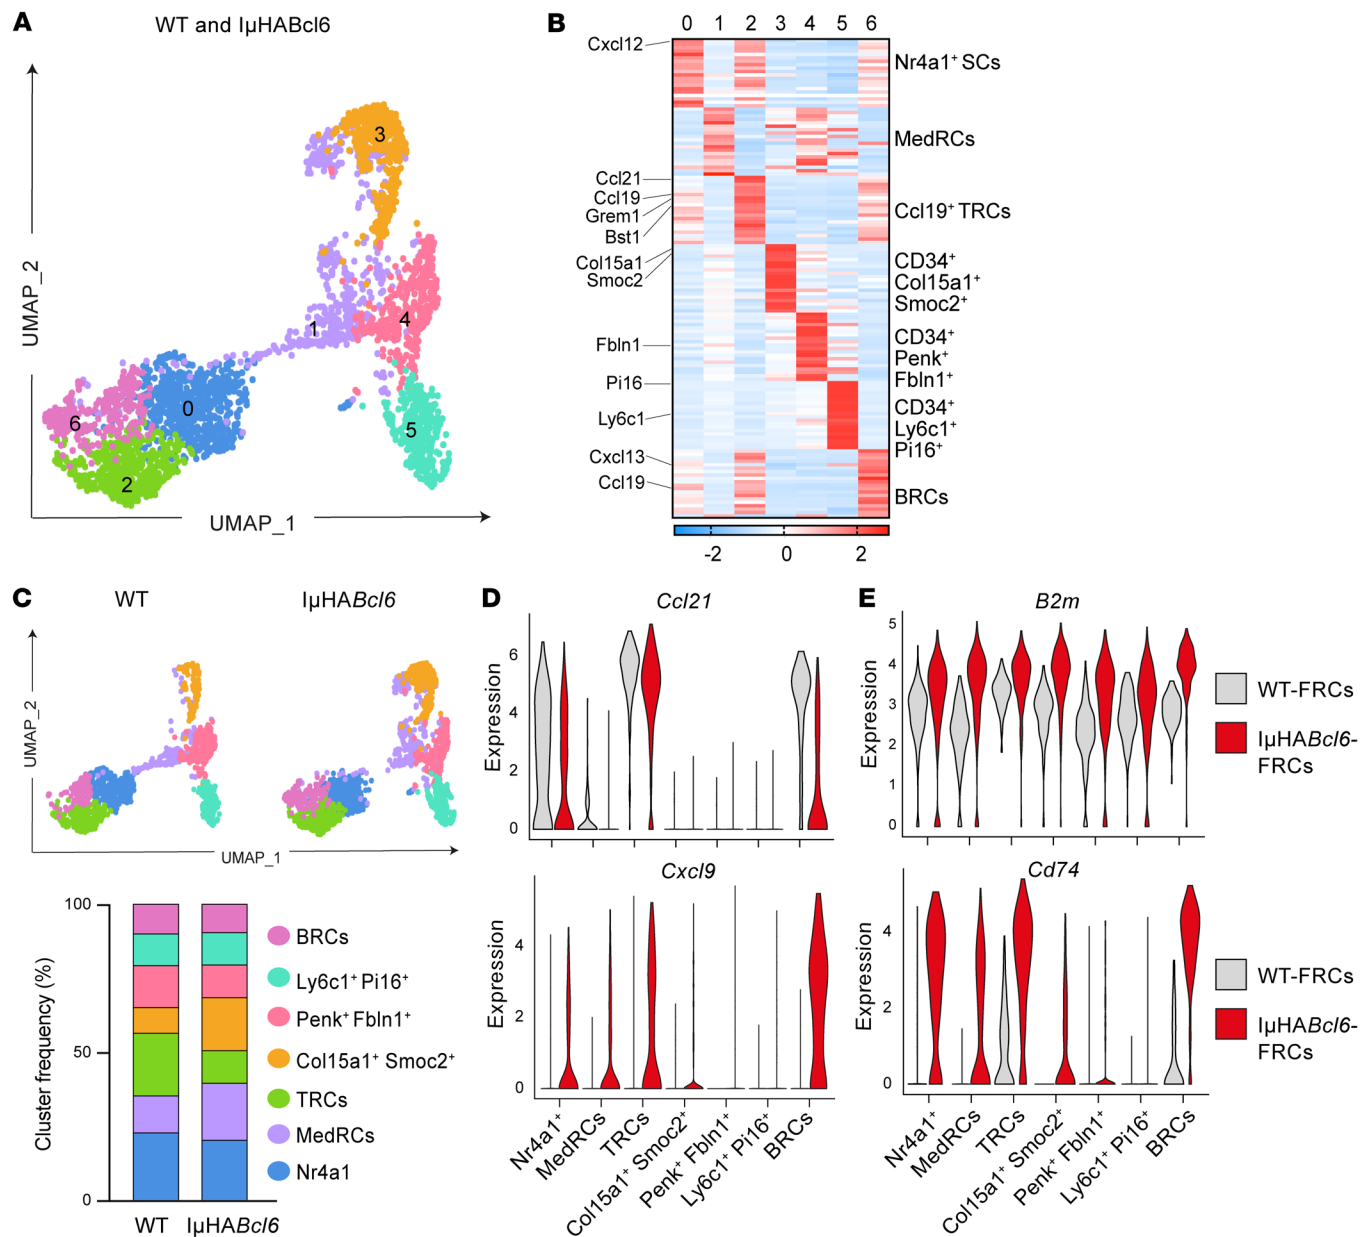 A
WT and IµHABcl6
UMAP_2
UMAP_1
3
1
4
0
6
5
2
B
0 1 2 3 4 5 6
Cxcl12
Ccl21
Ccl19
Grem1
Bst1
Col15a1
Smoc2
Fbln1
Pi16
Ly6c1
Cxcl13
Ccl19
Nr4a1⁺ SCs
MedRCs
Ccl19⁺ TRCs
CD34⁺
Col15a1⁺
Smoc2⁺
CD34⁺
Penk⁺
Fbln1⁺
CD34⁺
Ly6c1⁺
Pi16⁺
BRCs
-2 0 2
C
WT
IµHABcl6
UMAP_2
UMAP_1
Cluster frequency (%)
100
50
0
WT IµHABcl6
BRCs
Ly6c1⁺ Pi16⁺
Penk⁺ Fbln1⁺
Col15a1⁺ Smoc2⁺
TRCs
MedRCs
Nr4a1
D
Ccl21
Expression
6
4
2
0
Cxcl9
Expression
4
2
0
Nr4a1⁺
MedRCs
TRCs
Col15a1⁺ Smoc2⁺
Penk⁺ Fbln1⁺
Ly6c1⁺ Pi16⁺
BRCs
E
B2m
Expression
5
4
3
2
1
0
WT-FRCs
IµHABcl6-
FRCs
Cd74
Expression
4
2
0
WT-FRCs
IµHABcl6-
FRCs
Nr4a1⁺
MedRCs
TRCs
Col15a1⁺ Smoc2⁺
Penk⁺ Fbln1⁺
Ly6c1⁺ Pi16⁺
BRCs